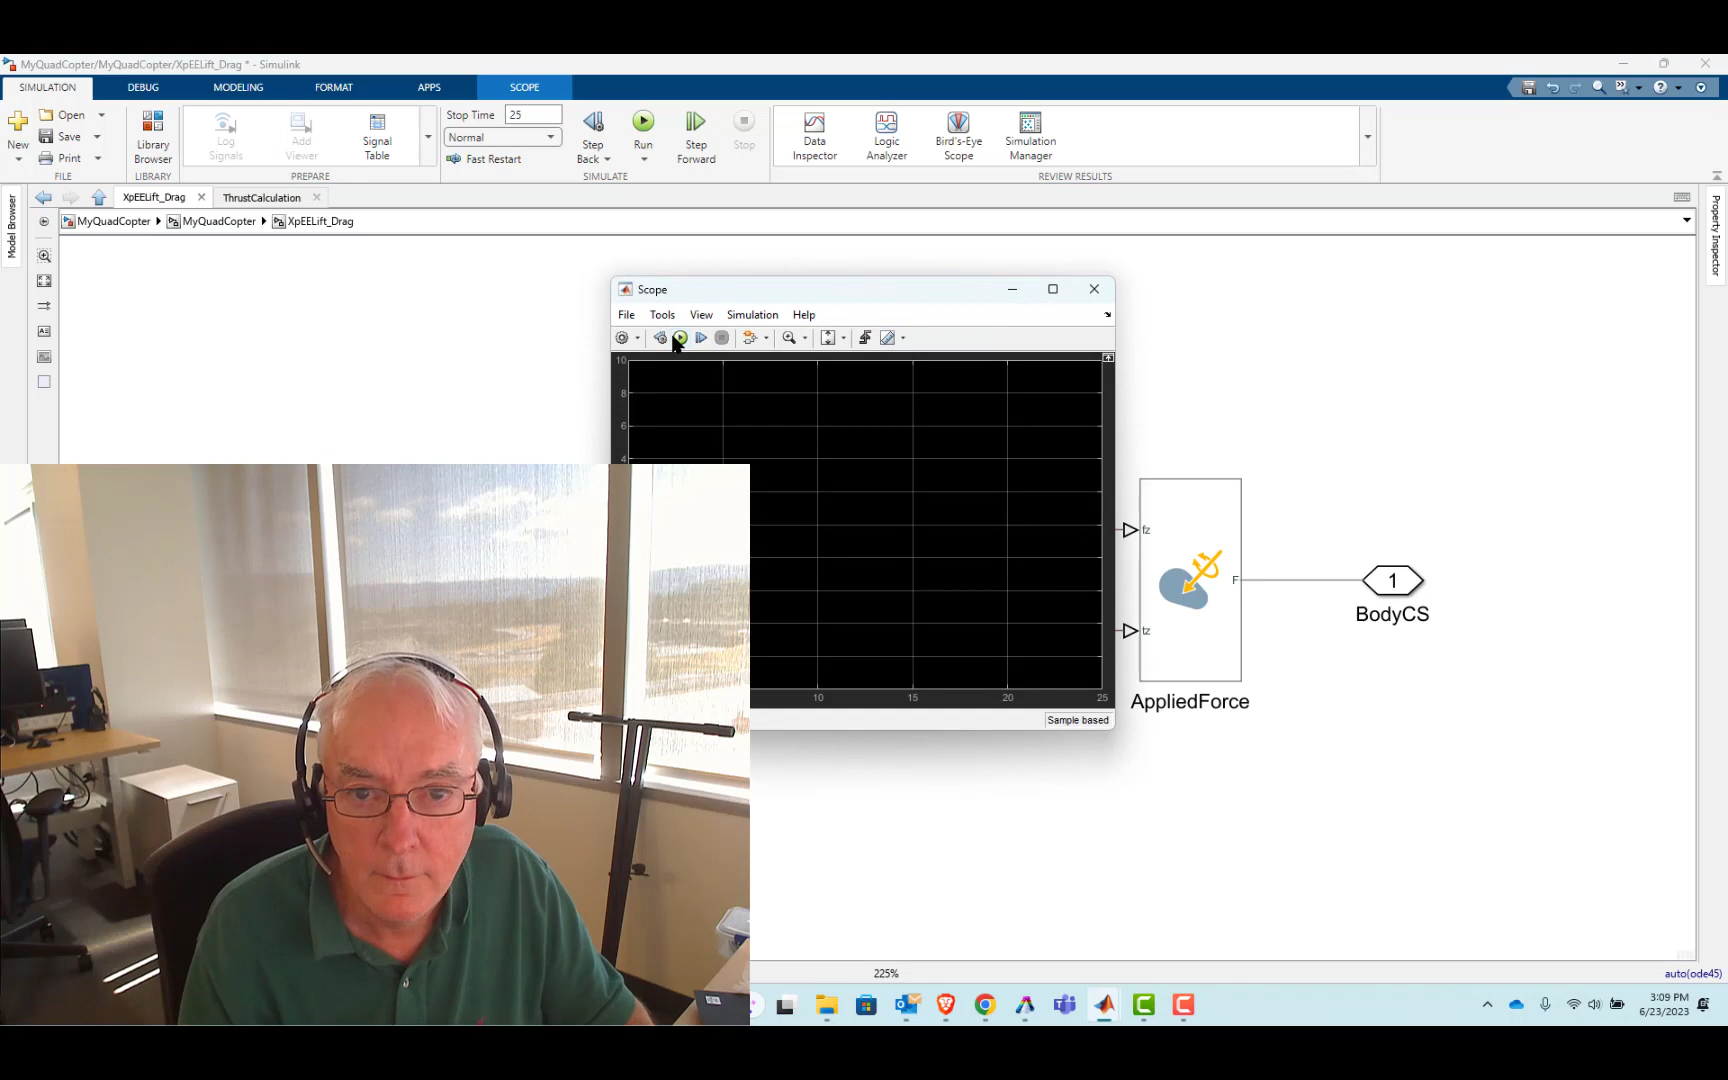 MyQuadCopter/MyQuadCopter/XpEELift_Drag * - Simulink
SIMULATION DEBUG MODELING FORMAT APPS SCOPE
New
Open
Save
Print
FILE
Library
Browser
LIBRARY
Log
Signals
Add
Viewer
Signal
Table
PREPARE
Stop Time 25
Normal
Fast Restart
Step
Back
Run
Step
Forward
Stop
SIMULATE
Data
Inspector
Logic
Analyzer
Bird's-Eye
Scope
Simulation
Manager
REVIEW RESULTS
XpEELift_Drag ThrustCalculation
MyQuadCopter MyQuadCopter XpEELift_Drag
Model Browser
Property Inspector
Scope
File Tools View Simulation Help
10
8
6
4
10 15 20 25
Sample based
fz
F
tz
AppliedForce
1
BodyCS
225%
auto(ode45)
3:09 PM
6/23/2023